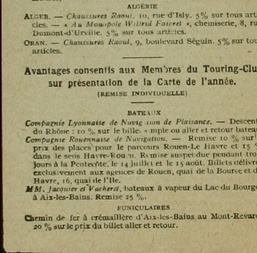 ALGÉRIE
ALGER. — Chaussures Raoul, 10, rue d'Isly. 5% sur tous arti-
cles. — « Au Monopole Wilfrid Faivret », chemiserie, 8, ru
Dumont-d'Urville. 5% sur tous articles.
ORAN. — Chaussures Raoul, 9, boulevard Séguin. 5% sur tou
articles.
Avantages consentis aux Membres du Touring-Clu
sur présentation de la Carte de l'année.
(REMISE INDIVIDUELLE)
BATEAUX
Compagnie Lyonnaise de Navigation de Plaisance. — Descent
du Rhône : 10 % sur le bille. simple ou aller et retour bateau
Compagnie Rouennaise de Navigation. — Remise 10 % sur
prix des places pour le parcours Rouen-Le Havre et 15 %
dans le sens Havre-Rouen. Remise suspendue pendant tro
jours à la Pentecôte, le 14 juillet et le 15 août. Billets délivré
exclusivement aux agences de Rouen, quai de la Bourse et d
Havre, 16, quai de l'Ile.
MM. Jacquier et Vacherd, bateaux à vapeur du Lac du Bourge
à Aix-les-Bains. Remise 25 %.
FUNICULAIRES
Chemin de fer à crémaillère d'Aix-les-Bains au Mont-Revard
20 % sur le prix du billet aller et retour.